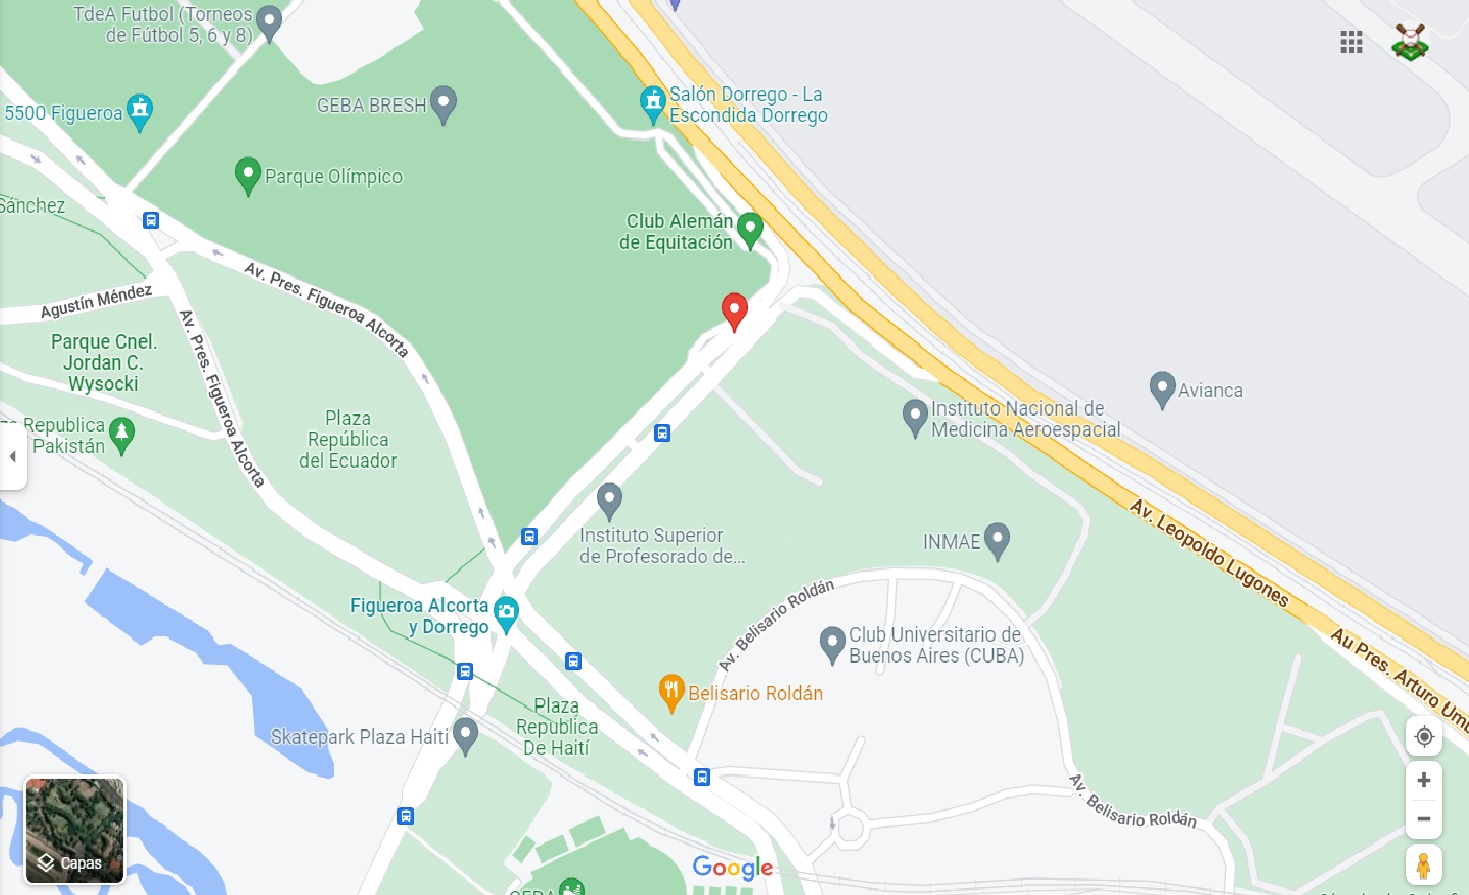 TdeA Futbol (Torneos
de Fútbol 5, 6 y 8)
5500 Figueroa
GEBA BRESH
Salón Dorrego - La
Escondida Dorrego
Parque Olímpico
Sánchez
Club Alemán
de Equitación
Av. Pres. Figueroa Alcorta
Agustín Méndez
Av. Pres. Figueroa Alcorta
Parque Gnel.
Jordan C.
Wysocki
Avianca
Plaza
República
del Ecuador
Republica
Pakistán
Instituto Nacional de
Medicina Aeroespacial
Av. Leopoldo Lugones
Instituto Superior
de Profesorado de...
INMAE
Av. Belisario Roldán
Figueroa Alcorta
y Dorrego
Club Universitario de
Buenos Aires (CUBA)
Au Pres. Arturo Um
Belisario Roldán
Plaza
Republica
De Haití
Skatepark Plaza Haiti
Av. Belisario Roldán
Capas
Google
GEBA